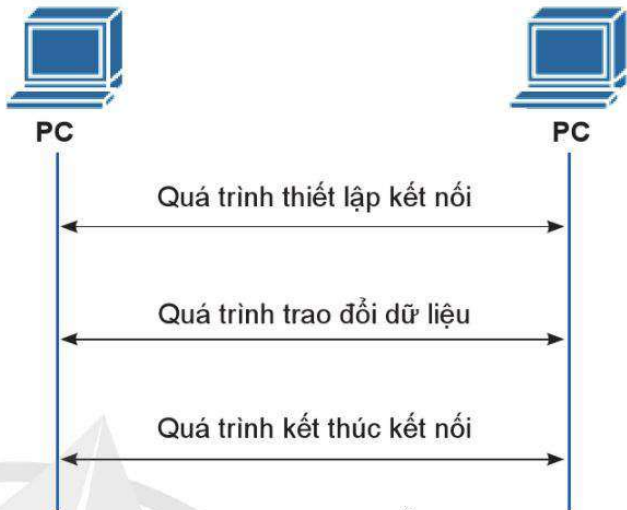 PC
PC
Quá trình thiết lập kết nối
Quá trình trao đổi dữ liệu
Quá trình kết thúc kết nối